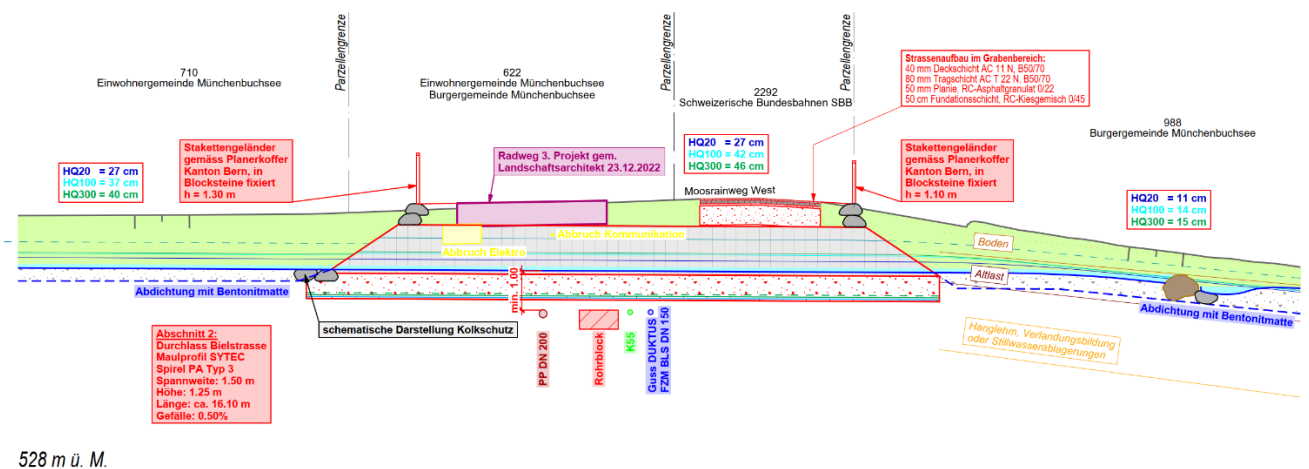 Parzellengrenze
Parzellengrenze
Parzellengrenze
710
Einwohnergemeinde Münchenbuchsee
622
Einwohnergemeinde Münchenbuchsee
Burgergemeinde Münchenbuchsee
2292
Schweizerische Bundesbahnen SBB
Strassenaufbau im Grabenbereich:
40 mm Deckschicht AC 11 N, B50/70
80 mm Tragschicht AC T 22 N, B50/70
50 mm Planie, RC-Asphaltgranulat 0/22
50 cm Fundationsschicht, RC-Kiesgemisch 0/45
988
Burgergemeinde Münchenbuchsee
HQ20 = 27 cm
HQ100 = 37 cm
HQ300 = 40 cm
Stakettengeländer
gemäss Planerkoffer
Kanton Bern, in
Blocksteine fixiert
h = 1.30 m
Radweg 3. Projekt gem.
Landschaftsarchitekt 23.12.2022
HQ20 = 27 cm
HQ100 = 42 cm
HQ300 = 46 cm
Moosrainweg West
Stakettengeländer
gemäss Planerkoffer
Kanton Bern, in
Blocksteine fixiert
h = 1.10 m
HQ20 = 11 cm
HQ100 = 14 cm
HQ300 = 15 cm
Abbruch Kommunikation
Abbruch Elektro
Boden
Altlast
min. 1.00
Abdichtung mit Bentonitmatte
Abdichtung mit Bentonitmatte
schematische Darstellung Kolkschutz
Hanglehm, Verlandungsbildung
oder Stillwasserablagerungen
Abschnitt 2:
Durchlass Bielstrasse
Maulprofil SYTEC
Spirel PA Typ 3
Spannweite: 1.50 m
Höhe: 1.25 m
Länge: ca. 16.10 m
Gefälle: 0.50%
PP DN 200
Rohrblock
K55
Guss DUKTUS
FZM BLS DN 150
528 m ü. M.